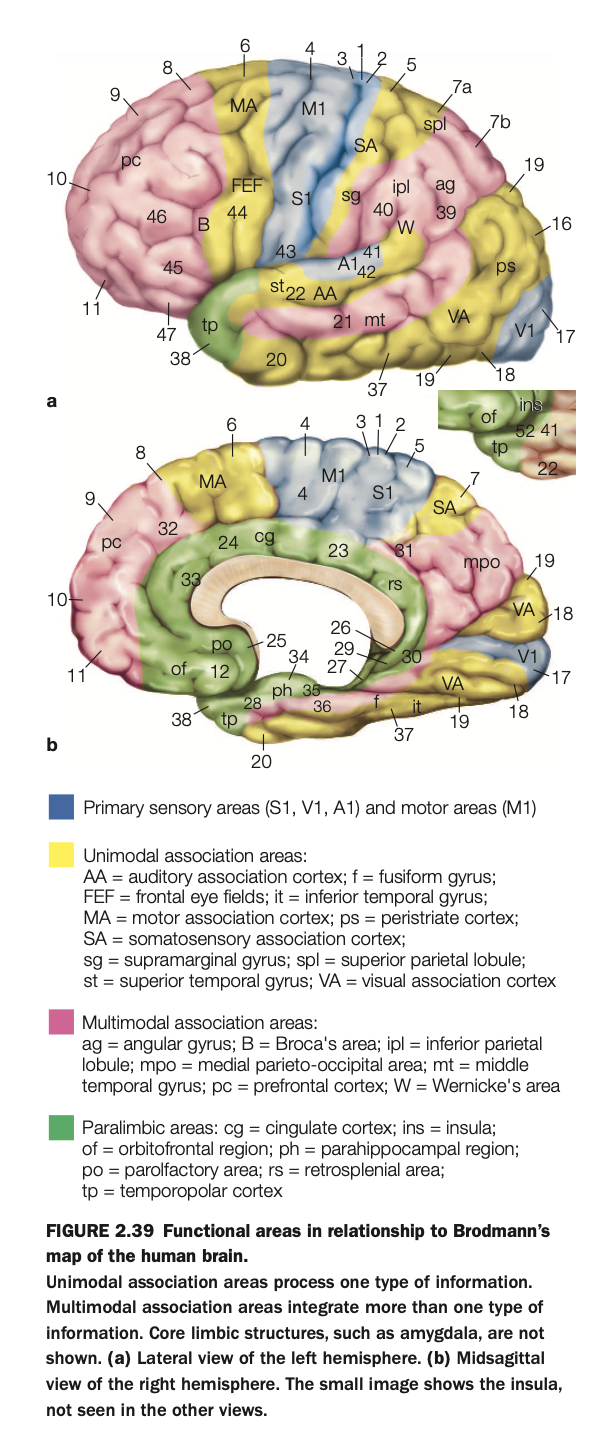 6 4 3 1 2 5
8 7a
9 MA M1 spl 7b
pc SA
10 FEF ipl ag 19
46 B 44 S1 sg 40 39 16
W
45 43 A1 41
42 ps
11 st 22 AA
47 tp 21 mt VA V1 17
38
20 18
37 19
a
ins
of
52 41
tp
22
6 4 3 1 2 5
8
MA M1 7
9 4 S1 SA
32
pc 24 cg 23 31 mpo 19
33 rs
10 VA
26 18
po 25 29 30 V1
11 of 12 34 27 17
ph 35 VA
38 28 36 f it 18
tp 37 19
b
20
Primary sensory areas (S1, V1, A1) and motor areas (M1)
Unimodal association areas:
AA = auditory association cortex; f = fusiform gyrus;
FEF = frontal eye fields; it = inferior temporal gyrus;
MA = motor association cortex; ps = peristriate cortex;
SA = somatosensory association cortex;
sg = supramarginal gyrus; spl = superior parietal lobule;
st = superior temporal gyrus; VA = visual association cortex
Multimodal association areas:
ag = angular gyrus; B = Broca's area; ipl = inferior parietal
lobule; mpo = medial parieto-occipital area; mt = middle
temporal gyrus; pc = prefrontal cortex; W = Wernicke's area
Paralimbic areas: cg = cingulate cortex; ins = insula;
of = orbitofrontal region; ph = parahippocampal region;
po = parolfactory area; rs = retrosplenial area;
tp = temporopolar cortex
FIGURE 2.39 Functional areas in relationship to Brodmann's
map of the human brain.
Unimodal association areas process one type of information.
Multimodal association areas integrate more than one type of
information. Core limbic structures, such as amygdala, are not
shown. (a) Lateral view of the left hemisphere. (b) Midsagittal
view of the right hemisphere. The small image shows the insula,
not seen in the other views.